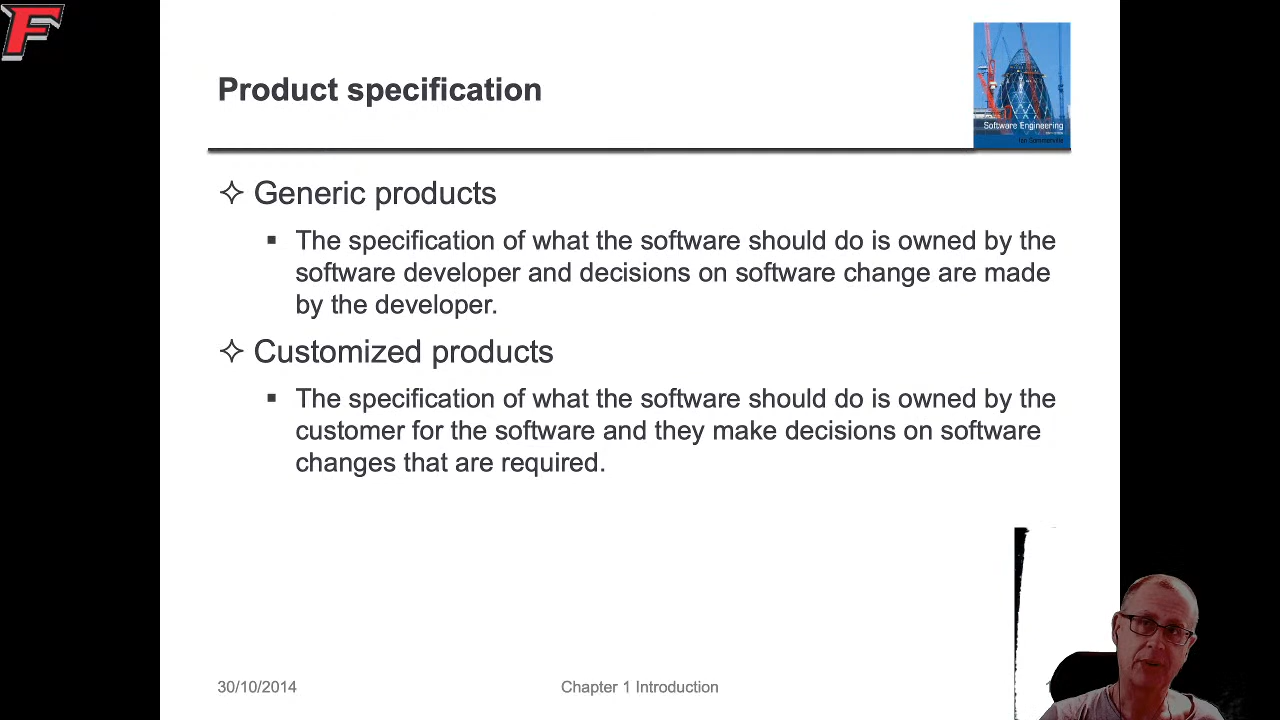 F
Product specification
Software Engineering
Ian Sommerville
Generic products
The specification of what the software should do is owned by the
software developer and decisions on software change are made
by the developer.
Customized products
The specification of what the software should do is owned by the
customer for the software and they make decisions on software
changes that are required.
30/10/2014
Chapter 1 Introduction